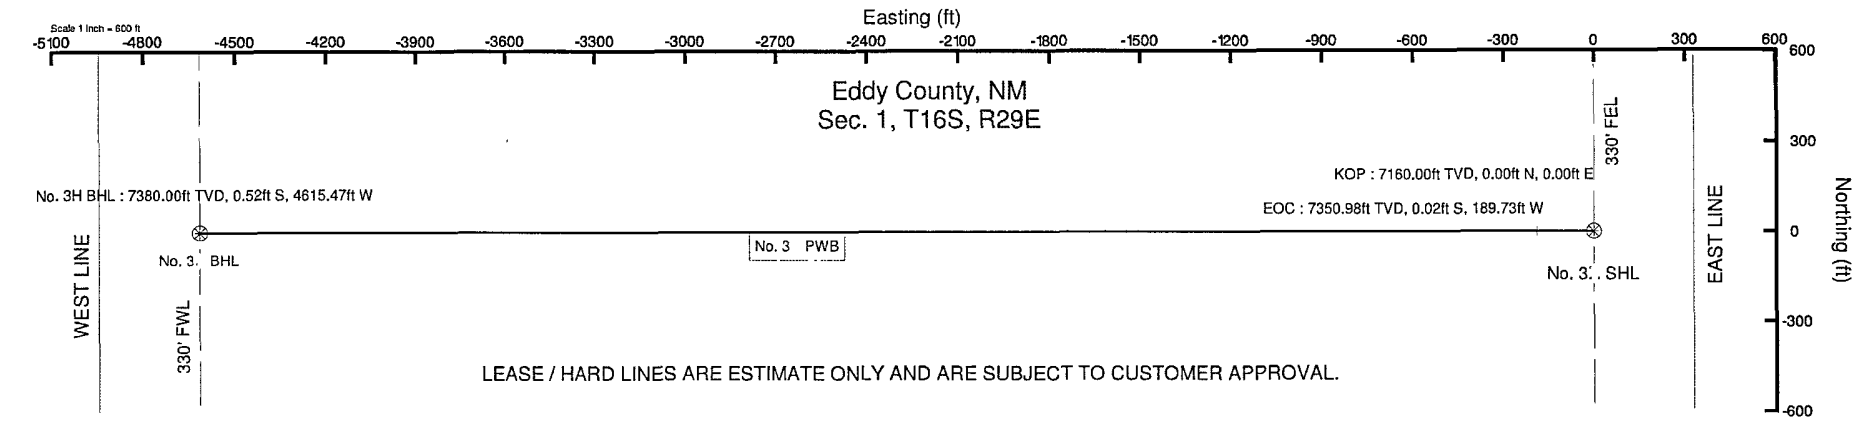 Easting (ft)
Scale 1 inch = 600 ft
-5100 -4800 -4500 -4200 -3900 -3600 -3300 -3000 -2700 -2400 -2100 -1800 -1500 -1200 -900 -600 -300 0 300 600
600
Eddy County, NM
Sec. 1, T16S, R29E
330' FEL
300
KOP : 7160.00ft TVD, 0.00ft N, 0.00ft E
No. 3H BHL : 7380.00ft TVD, 0.52ft S, 4615.47ft W
EOC : 7350.98ft TVD, 0.02ft S, 189.73ft W
WEST LINE
EAST LINE
Northing (ft)
0
No. 3 PWB
No. 3. BHL
No. 3. . SHL
330' FWL
-300
LEASE / HARD LINES ARE ESTIMATE ONLY AND ARE SUBJECT TO CUSTOMER APPROVAL.
-600